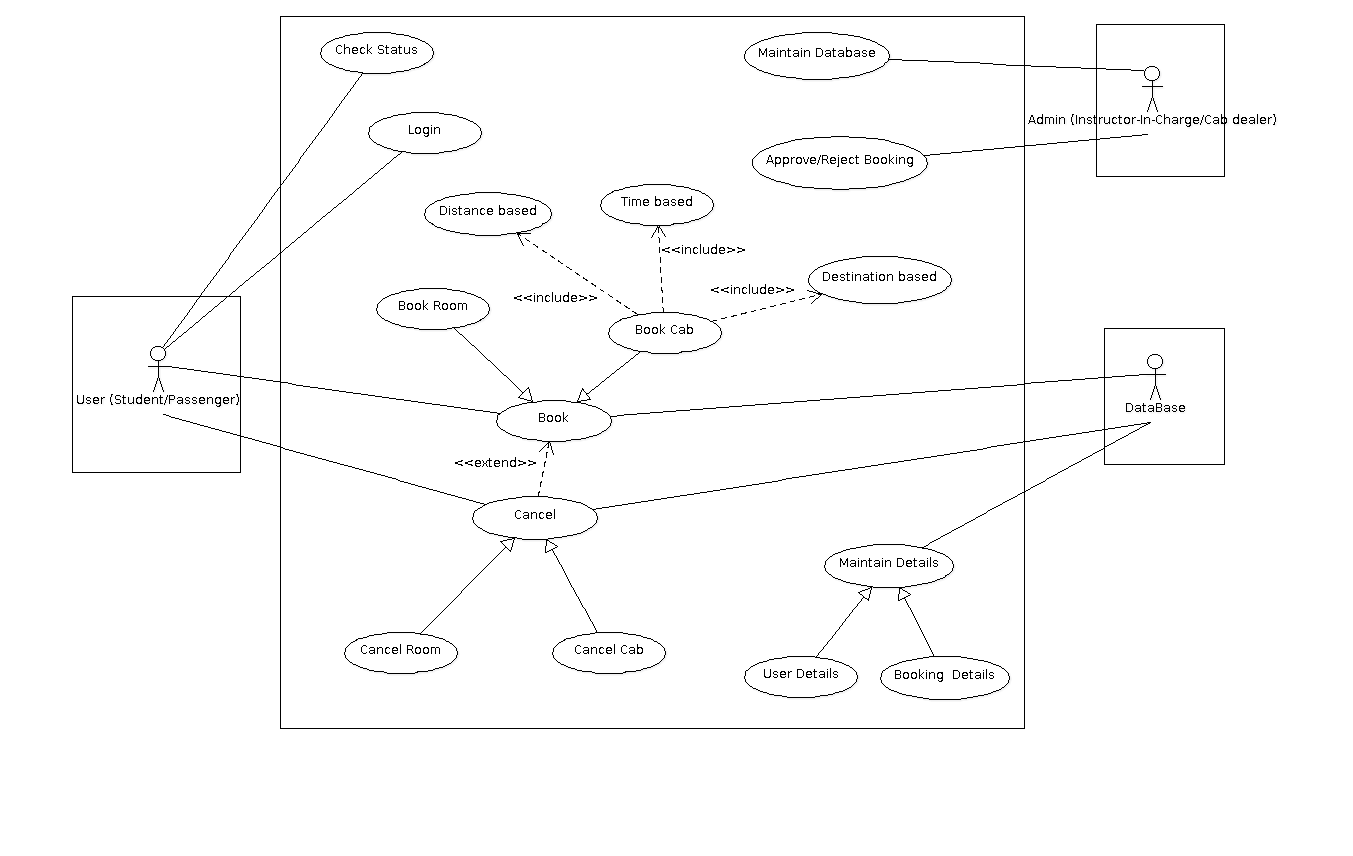 Check Status
Maintain Database
Login
Admin (Instructor-In-Charge/Cab dealer)
Approve/Reject Booking
Distance based
Time based
<<include>>
Destination based
<<include>>
<<include>>
Book Room
Book Cab
User (Student/Passenger)
DataBase
Book
<<extend>>
Cancel
Maintain Details
Cancel Room
Cancel Cab
User Details
Booking  Details